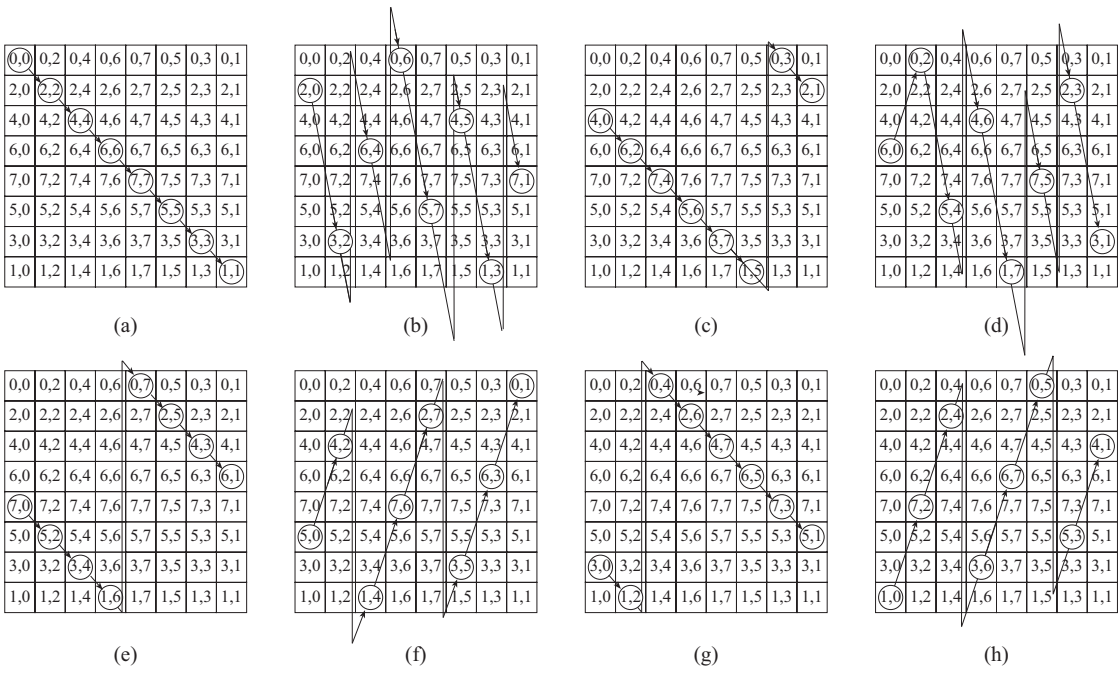 0,0 0,2 0,4 0,6 0,7 0,5 0,3 0,1
2,0 2,2 2,4 2,6 2,7 2,5 2,3 2,1
4,0 4,2 4,4 4,6 4,7 4,5 4,3 4,1
6,0 6,2 6,4 6,6 6,7 6,5 6,3 6,1
7,0 7,2 7,4 7,6 7,7 7,5 7,3 7,1
5,0 5,2 5,4 5,6 5,7 5,5 5,3 5,1
3,0 3,2 3,4 3,6 3,7 3,5 3,3 3,1
1,0 1,2 1,4 1,6 1,7 1,5 1,3 1,1
(a)
0,0 0,2 0,4 0,6 0,7 0,5 0,3 0,1
2,0 2,2 2,4 2,6 2,7 2,5 2,3 2,1
4,0 4,2 4,4 4,6 4,7 4,5 4,3 4,1
6,0 6,2 6,4 6,6 6,7 6,5 6,3 6,1
7,0 7,2 7,4 7,6 7,7 7,5 7,3 7,1
5,0 5,2 5,4 5,6 5,7 5,5 5,3 5,1
3,0 3,2 3,4 3,6 3,7 3,5 3,3 3,1
1,0 1,2 1,4 1,6 1,7 1,5 1,3 1,1
(b)
0,0 0,2 0,4 0,6 0,7 0,5 0,3 0,1
2,0 2,2 2,4 2,6 2,7 2,5 2,3 2,1
4,0 4,2 4,4 4,6 4,7 4,5 4,3 4,1
6,0 6,2 6,4 6,6 6,7 6,5 6,3 6,1
7,0 7,2 7,4 7,6 7,7 7,5 7,3 7,1
5,0 5,2 5,4 5,6 5,7 5,5 5,3 5,1
3,0 3,2 3,4 3,6 3,7 3,5 3,3 3,1
1,0 1,2 1,4 1,6 1,7 1,5 1,3 1,1
(c)
0,0 0,2 0,4 0,6 0,7 0,5 0,3 0,1
2,0 2,2 2,4 2,6 2,7 2,5 2,3 2,1
4,0 4,2 4,4 4,6 4,7 4,5 4,3 4,1
6,0 6,2 6,4 6,6 6,7 6,5 6,3 6,1
7,0 7,2 7,4 7,6 7,7 7,5 7,3 7,1
5,0 5,2 5,4 5,6 5,7 5,5 5,3 5,1
3,0 3,2 3,4 3,6 3,7 3,5 3,3 3,1
1,0 1,2 1,4 1,6 1,7 1,5 1,3 1,1
(d)
0,0 0,2 0,4 0,6 0,7 0,5 0,3 0,1
2,0 2,2 2,4 2,6 2,7 2,5 2,3 2,1
4,0 4,2 4,4 4,6 4,7 4,5 4,3 4,1
6,0 6,2 6,4 6,6 6,7 6,5 6,3 6,1
7,0 7,2 7,4 7,6 7,7 7,5 7,3 7,1
5,0 5,2 5,4 5,6 5,7 5,5 5,3 5,1
3,0 3,2 3,4 3,6 3,7 3,5 3,3 3,1
1,0 1,2 1,4 1,6 1,7 1,5 1,3 1,1
(e)
0,0 0,2 0,4 0,6 0,7 0,5 0,3 0,1
2,0 2,2 2,4 2,6 2,7 2,5 2,3 2,1
4,0 4,2 4,4 4,6 4,7 4,5 4,3 4,1
6,0 6,2 6,4 6,6 6,7 6,5 6,3 6,1
7,0 7,2 7,4 7,6 7,7 7,5 7,3 7,1
5,0 5,2 5,4 5,6 5,7 5,5 5,3 5,1
3,0 3,2 3,4 3,6 3,7 3,5 3,3 3,1
1,0 1,2 1,4 1,6 1,7 1,5 1,3 1,1
(f)
0,0 0,2 0,4 0,6 0,7 0,5 0,3 0,1
2,0 2,2 2,4 2,6 2,7 2,5 2,3 2,1
4,0 4,2 4,4 4,6 4,7 4,5 4,3 4,1
6,0 6,2 6,4 6,6 6,7 6,5 6,3 6,1
7,0 7,2 7,4 7,6 7,7 7,5 7,3 7,1
5,0 5,2 5,4 5,6 5,7 5,5 5,3 5,1
3,0 3,2 3,4 3,6 3,7 3,5 3,3 3,1
1,0 1,2 1,4 1,6 1,7 1,5 1,3 1,1
(g)
0,0 0,2 0,4 0,6 0,7 0,5 0,3 0,1
2,0 2,2 2,4 2,6 2,7 2,5 2,3 2,1
4,0 4,2 4,4 4,6 4,7 4,5 4,3 4,1
6,0 6,2 6,4 6,6 6,7 6,5 6,3 6,1
7,0 7,2 7,4 7,6 7,7 7,5 7,3 7,1
5,0 5,2 5,4 5,6 5,7 5,5 5,3 5,1
3,0 3,2 3,4 3,6 3,7 3,5 3,3 3,1
1,0 1,2 1,4 1,6 1,7 1,5 1,3 1,1
(h)